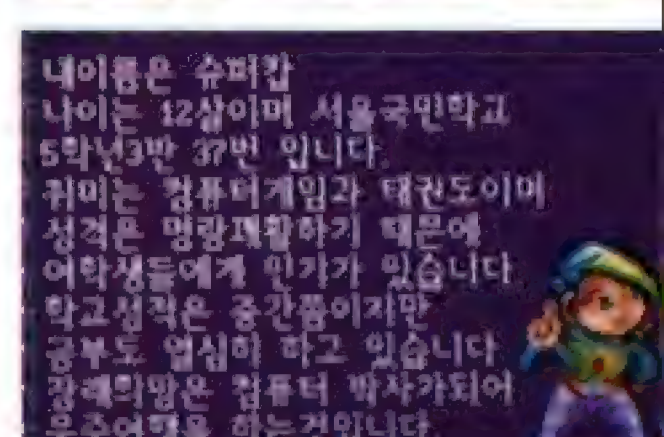 내이름은 슈퍼캅
나이는 12살이며 서울국민학교
5학년3반 37번 입니다
취미는 컴퓨터게임과 태권도이며
성격은 명랑쾌활하기 때문에
여학생들에게 인기가 있습니다
학교성적은 중간쯤이지만
공부도 열심히 하고 있습니다
장래희망은 컴퓨터 박사가되어
우주여행을 하는것입니다